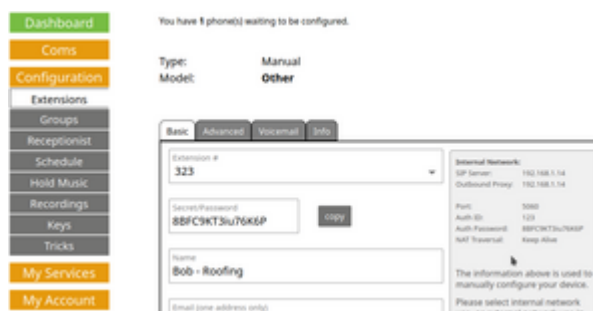 Dashboard
Coms
Configuration
Extensions
Groups
Receptionist
Schedule
Hold Music
Recordings
Keys
Tricks
My Services
My Account
You have phone(s) waiting to be configured.
Type: Manual
Model: Other
Basic Advanced Voicemail Info
Extension #
323
Secret/Password
copy
Name
Bob - Roofing
Email (one address only)
Internal Network:
SIP Server: 192.168.1.14
Outbound Proxy: 192.168.1.14
Port: 5060
Auth ID: 123
Auth Password:
NAT Traversal: Keep Alive
The information above is used to
manually configure your device.
Please select internal network